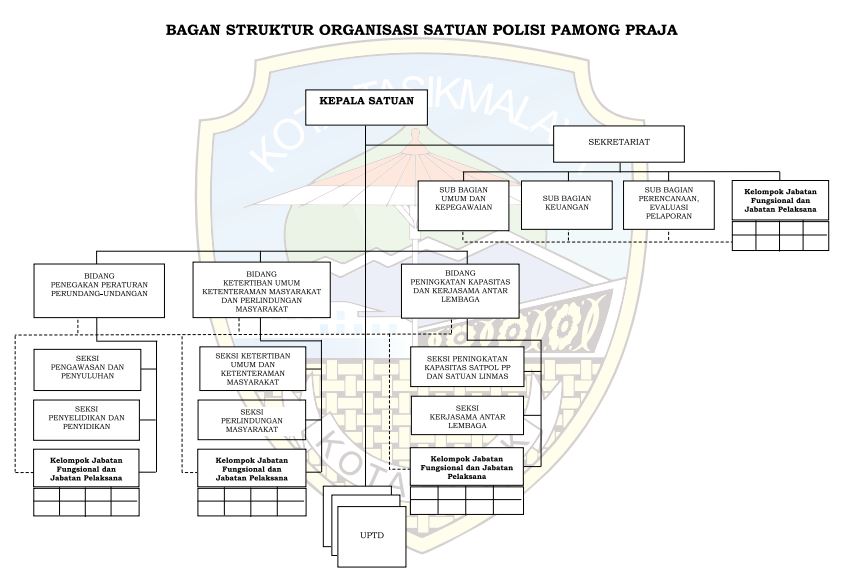 BAGAN STRUKTUR ORGANISASI SATUAN POLISI PAMONG PRAJA
KOTA TASIKMALAYA
KEPALA SATUAN
SEKRETARIAT
SUB BAGIAN
UMUM DAN
KEPEGAWAIAN
SUB BAGIAN
KEUANGAN
SUB BAGIAN
PERENCANAAN,
EVALUASI
PELAPORAN
Kelompok Jabatan
Fungsional dan
Jabatan Pelaksana
BIDANG
PENEGAKAN PERATURAN
PERUNDANG–UNDANGAN
BIDANG
KETERTIBAN UMUM
KETENTERAMAN MASYARAKAT
DAN PERLINDUNGAN
MASYARAKAT
BIDANG
PENINGKATAN KAPASITAS
DAN KERJASAMA ANTAR
LEMBAGA
SEKSI
PENGAWASAN DAN
PENYULUHAN
SEKSI KETERTIBAN
UMUM DAN
KETENTERAMAN
MASYARAKAT
SEKSI PENINGKATAN
KAPASITAS SATPOL PP
DAN SATUAN LINMAS
SEKSI
PENYELIDIKAN DAN
PENYIDIKAN
SEKSI
PERLINDUNGAN
MASYARAKAT
SEKSI
KERJASAMA ANTAR
LEMBAGA
Kelompok Jabatan
Fungsional dan
Jabatan Pelaksana
Kelompok Jabatan
Fungsional dan
Jabatan Pelaksana
Kelompok Jabatan
Fungsional dan Jabatan
Pelaksana
KOTA
UPTD